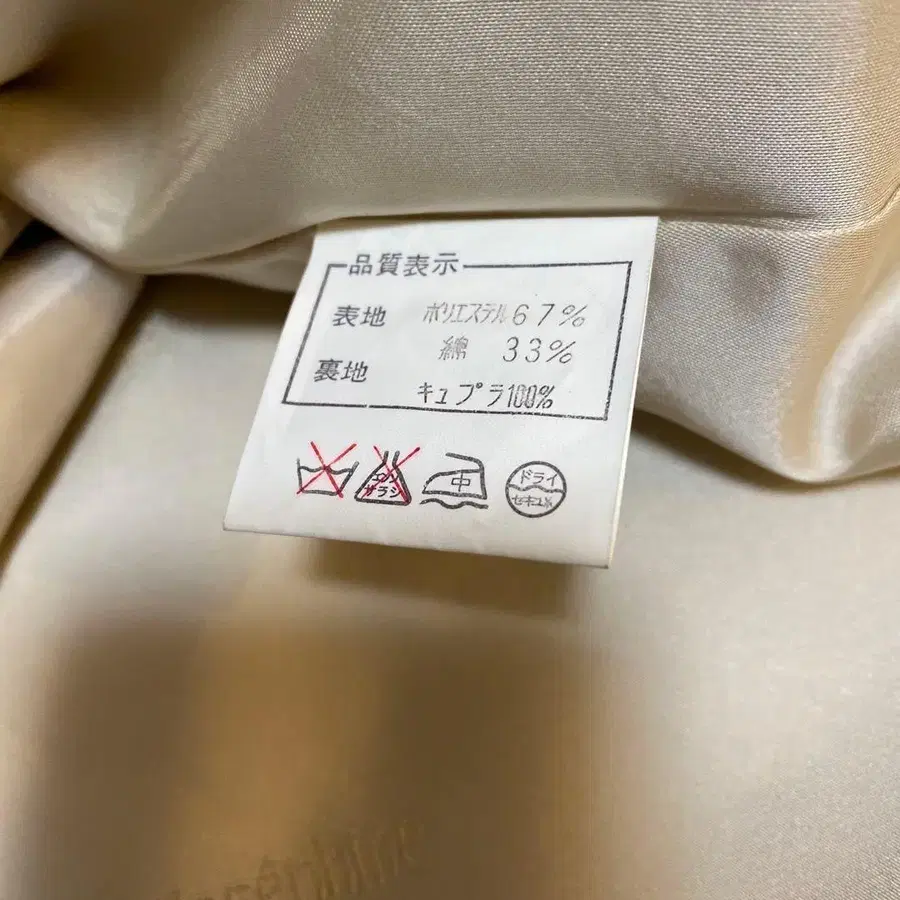 品質表示
表地 ポリエステル67%
綿 33%
裏地
キュプラ100%
エンソ
サラシ
中
ドライ
セキユ系